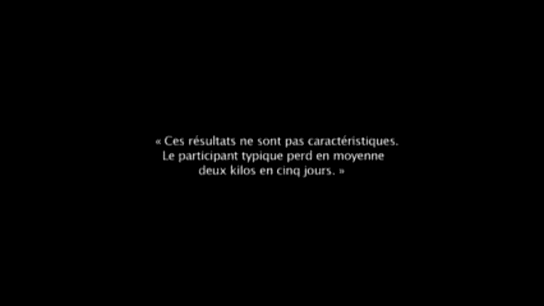 « Ces résultats ne sont pas caractéristiques.
Le participant typique perd en moyenne
deux kilos en cinq jours. »